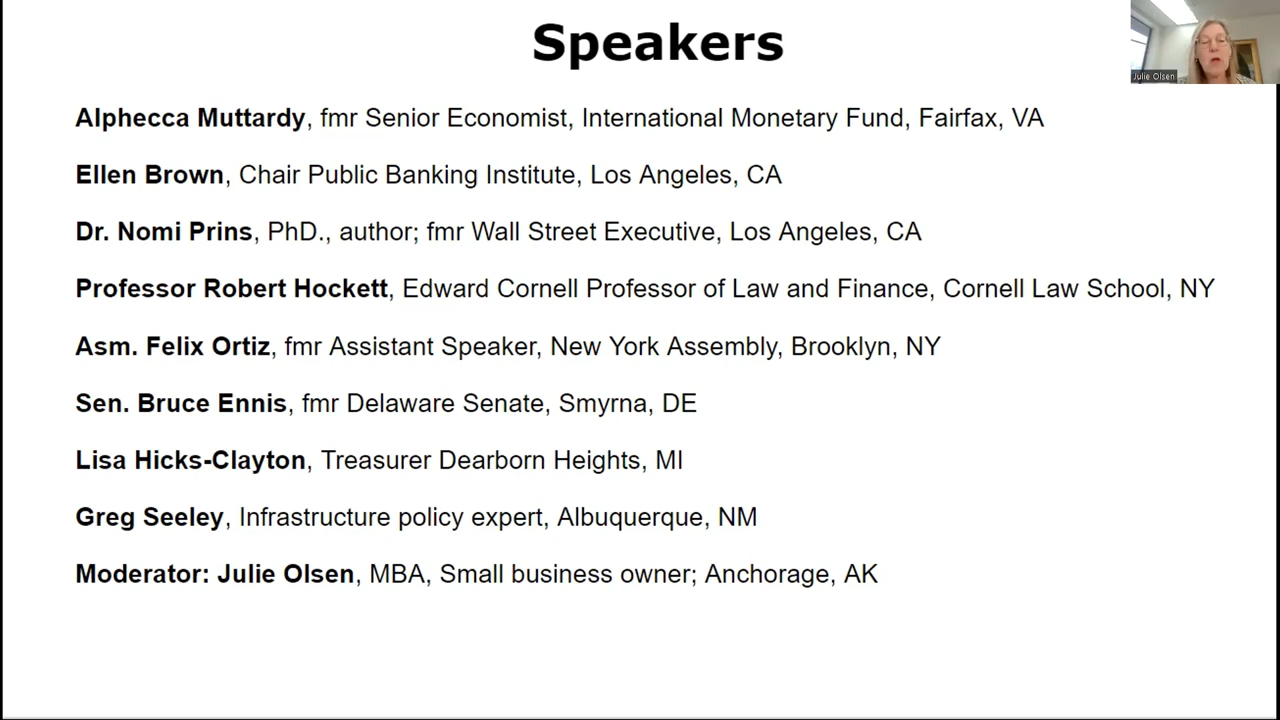 Speakers
Julie Olsen
Alphecca Muttardy, fmr Senior Economist, International Monetary Fund, Fairfax, VA
Ellen Brown, Chair Public Banking Institute, Los Angeles, CA
Dr. Nomi Prins, PhD., author; fmr Wall Street Executive, Los Angeles, CA
Professor Robert Hockett, Edward Cornell Professor of Law and Finance, Cornell Law School, NY
Asm. Felix Ortiz, fmr Assistant Speaker, New York Assembly, Brooklyn, NY
Sen. Bruce Ennis, fmr Delaware Senate, Smyrna, DE
Lisa Hicks-Clayton, Treasurer Dearborn Heights, MI
Greg Seeley, Infrastructure policy expert, Albuquerque, NM
Moderator: Julie Olsen, MBA, Small business owner; Anchorage, AK